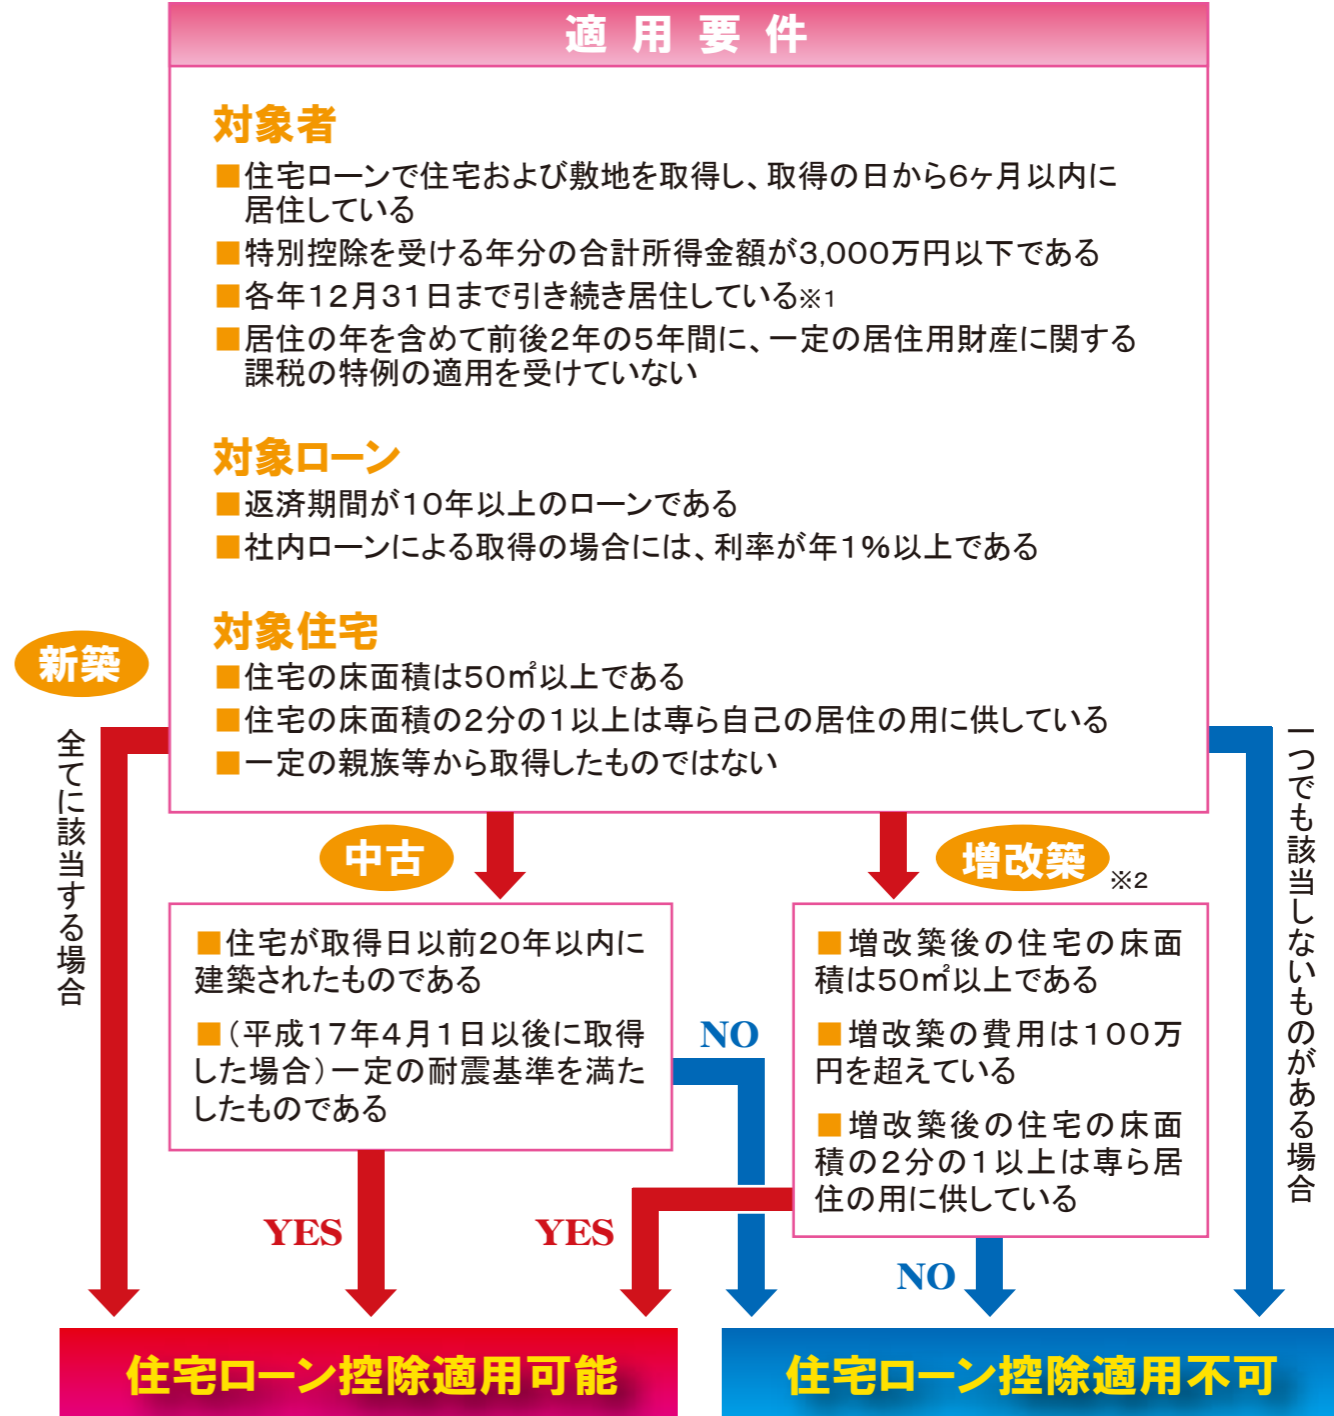 適用要件
対象者
■住宅ローンで住宅および敷地を取得し、取得の日から6ヶ月以内に
居住している
■特別控除を受ける年分の合計所得金額が3,000万円以下である
■各年12月31日まで引き続き居住している※1
■居住の年を含めて前後2年の5年間に、一定の居住用財産に関する
課税の特例の適用を受けていない
対象ローン
■返済期間が10年以上のローンである
■社内ローンによる取得の場合には、利率が年1%以上である
対象住宅
■住宅の床面積は50㎡以上である
■住宅の床面積の2分の1以上は専ら自己の居住の用に供している
■一定の親族等から取得したものではない
新築
全てに該当する場合
一つでも該当しないものがある場合
中古
■住宅が取得日以前20年以内に
建築されたものである
■(平成17年4月1日以後に取得
した場合)一定の耐震基準を満た
したものである
増改築
※2
■増改築後の住宅の床面
積は50㎡以上である
■増改築の費用は100万
円を超えている
■増改築後の住宅の床面
積の2分の1以上は専ら居
住の用に供している
NO
YES
YES
NO
住宅ローン控除適用可能
住宅ローン控除適用不可